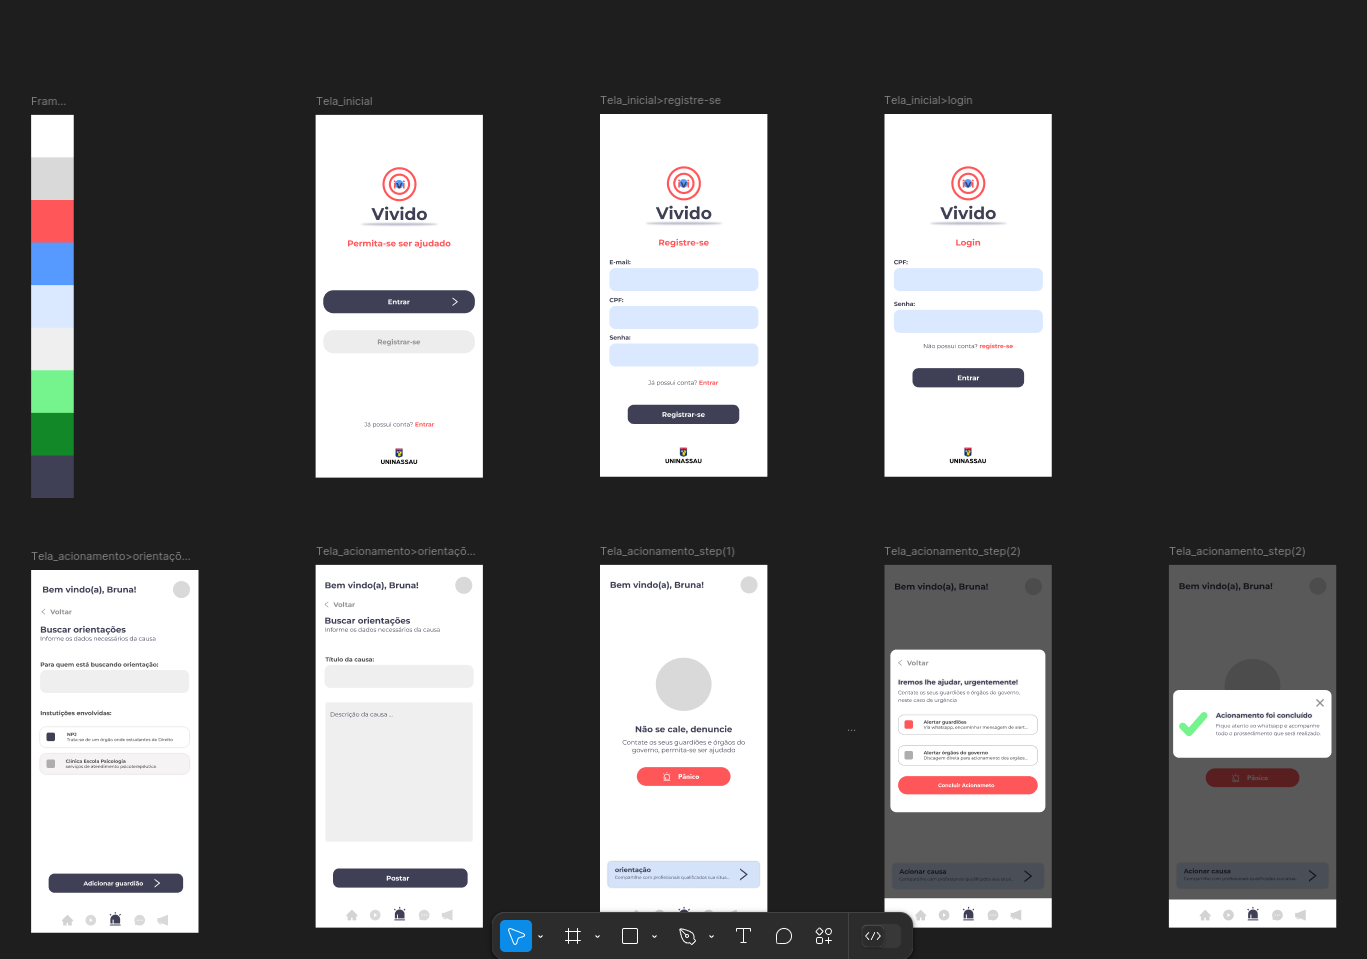 Fram...
Tela_inicial
Vivido
Permita-se ser ajudado
Entrar
Registrar-se
Já possui conta? Entrar
UNINASSAU
Tela_inicial>registre-se
Vivido
Registre-se
E-mail:
CPF:
Senha:
Já possui conta? Entrar
Registrar-se
UNINASSAU
Tela_inicial>login
Vivido
Login
CPF:
Senha:
Não possui conta? registre-se
Entrar
UNINASSAU
Tela_acionamento>orientaçõ...
Bem vindo(a), Bruna!
Voltar
Buscar orientações
Informe os dados necessários da causa
Para quem está buscando orientação:
Instutições envolvidas:
NPJ
Trata-se de um órgão onde estudantes de Direito
Clínica Escola Psicologia
serviços de atendimento psicoterapêutico
Adicionar guardião
Tela_acionamento>orientaçõ...
Bem vindo(a), Bruna!
Voltar
Buscar orientações
Informe os dados necessários da causa
Título da causa:
Descrição da causa ...
Postar
Tela_acionamento_step(1)
Bem vindo(a), Bruna!
Não se cale, denuncie
Contate os seus guardiões e órgãos do
governo, permita-se ser ajudado
Pânico
orientação
Compartilhe com profissionais qualificados sua situa...
...
Tela_acionamento_step(2)
Bem vindo(a), Bruna!
Voltar
Iremos lhe ajudar, urgentemente!
Contate os seus guardiões e órgãos do governo,
neste caso de urgência
Alertar guardiões
Via whatsapp, encaminhar mensagem de alert...
Alertar órgãos do governo
Discagem direta para acionamento dos órgãos...
Concluir Acionameto
Acionar causa
Compartilhe com profissionais qualificados sua situa...
Tela_acionamento_step(2)
Bem vindo(a), Bruna!
Acionamento foi concluído
Fique atento ao whatsapp e acompanhe
todo o prossedimento que será realizado.
Pânico
Acionar causa
Compartilhe com profissionais qualificados sua situa...